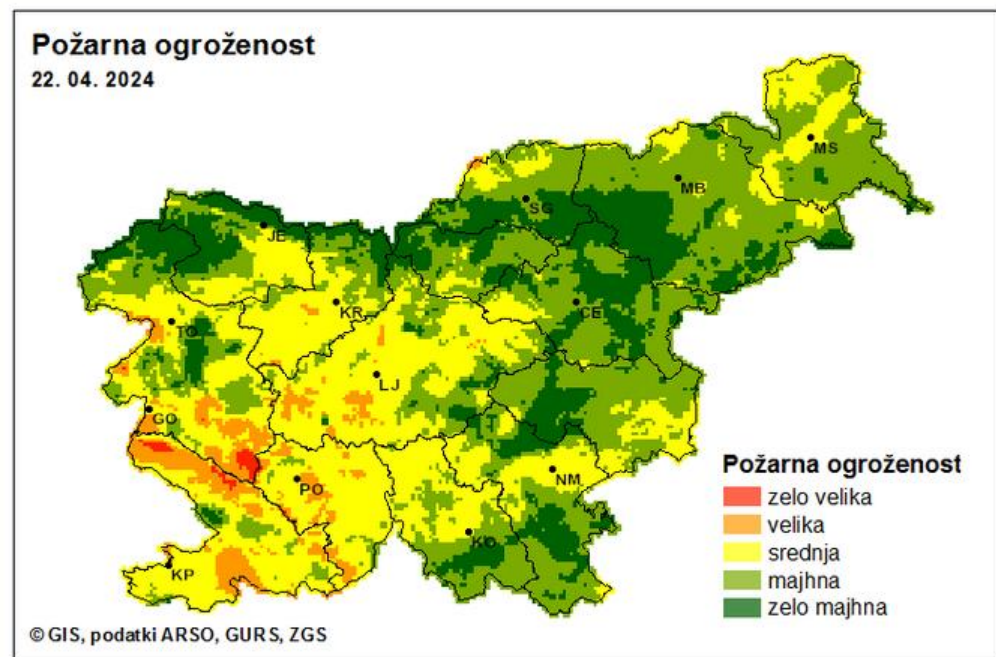 Požarna ogroženost
22. 04. 2024
MS
MB
SG
JE
KR
CE
TO
LJ
GO
NM
PO
KO
KP
Požarna ogroženost
zelo velika
velika
srednja
majhna
zelo majhna
© GIS, podatki ARSO, GURS, ZGS